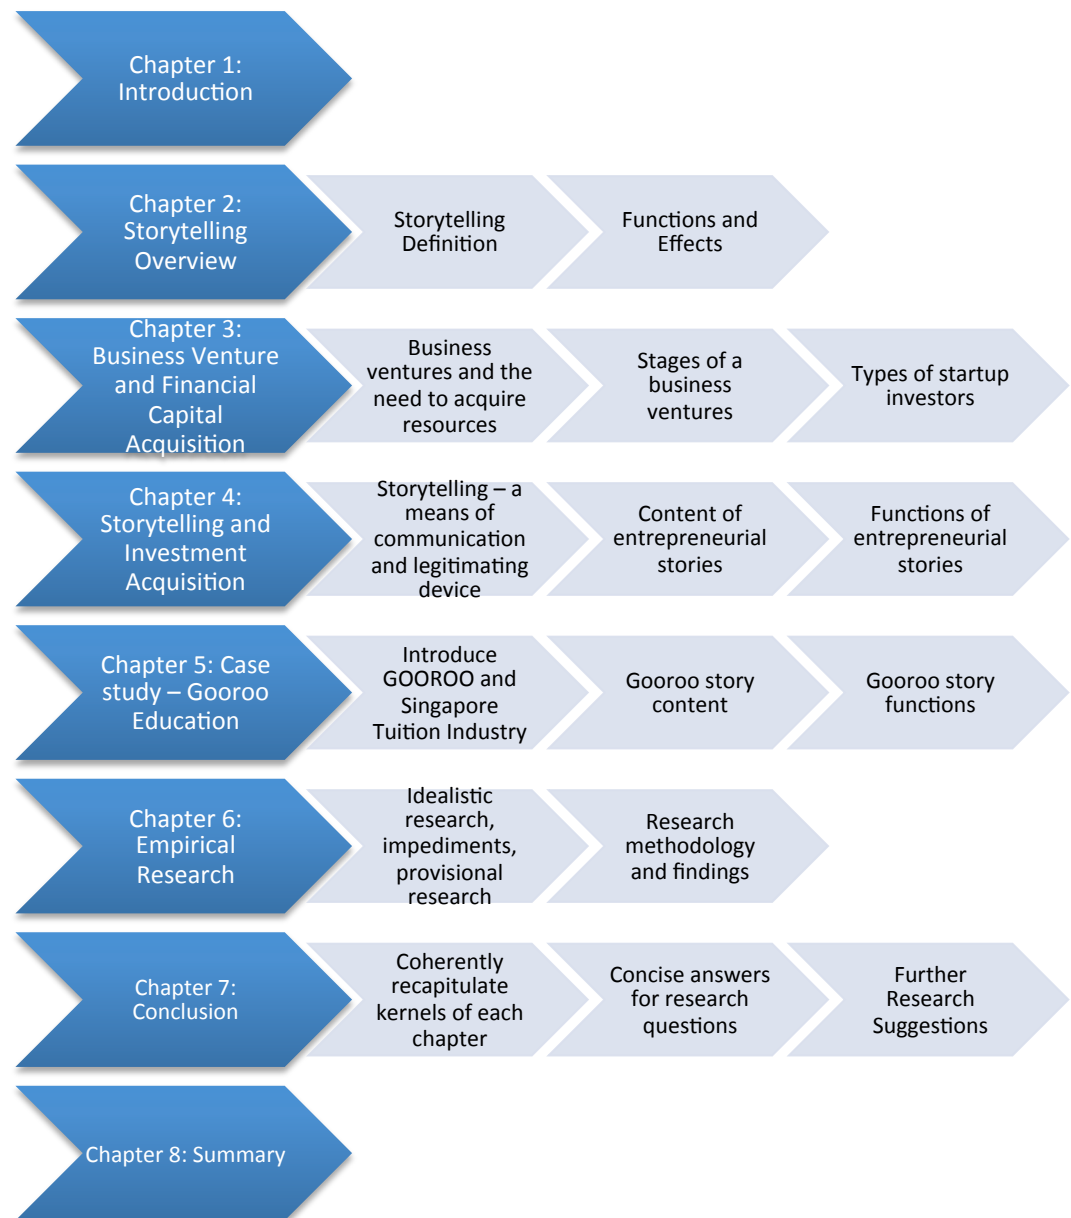 Chapter 1:
Introduction
Chapter 2:
Storytelling
Overview
Storytelling
Definition
Functions and
Effects
Chapter 3:
Business Venture
and Financial
Capital
Acquisition
Business
ventures and the
need to acquire
resources
Stages of a
business
ventures
Types of startup
investors
Chapter 4:
Storytelling and
Investment
Acquisition
Storytelling – a
means of
communication
and legitimating
device
Content of
entrepreneurial
stories
Functions of
entrepreneurial
stories
Chapter 5: Case
study – Gooroo
Education
Introduce
GOOROO and
Singapore
Tuition Industry
Gooroo story
content
Gooroo story
functions
Chapter 6:
Empirical
Research
Idealistic
research,
impediments,
provisional
research
Research
methodology
and findings
Chapter 7:
Conclusion
Coherently
recapitulate
kernels of each
chapter
Concise answers
for research
questions
Further
Research
Suggestions
Chapter 8: Summary